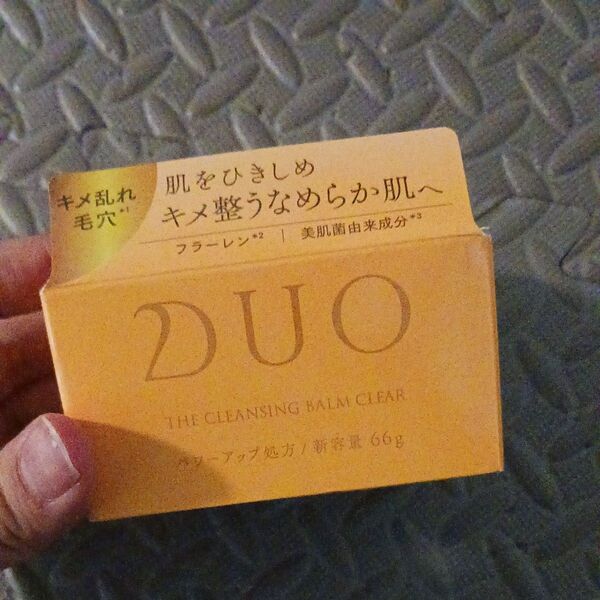 キメ乱れ
毛穴*1
肌をひきしめ
キメ整うなめらか肌へ
フラーレン*2 | 美肌菌由来成分*3
DUO
THE CLEANSING BALM CLEAR
パワーアップ処方 / 新容量 66g